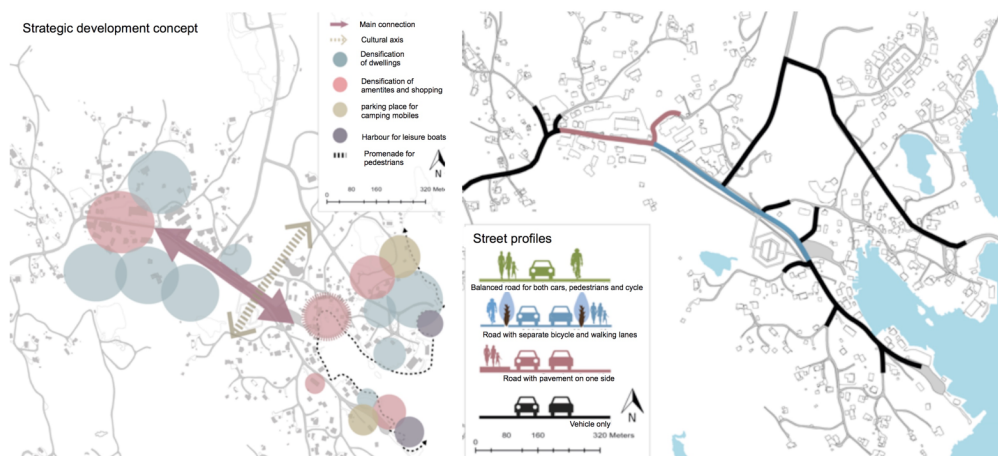 Strategic development concept
Main connection
Cultural axis
Densification
of dwellings
Densification of
amentites and shopping
parking place for
camping mobiles
Harbour for leisure boats
Promenade for
pedestrians
N
0 80 160 320 Meters
Street profiles
Balanced road for both cars, pedestrians and cycle
Road with separate bicycle and walking lanes
Road with pavement on one side
Vehicle only
N
0 80 160 320 Meters